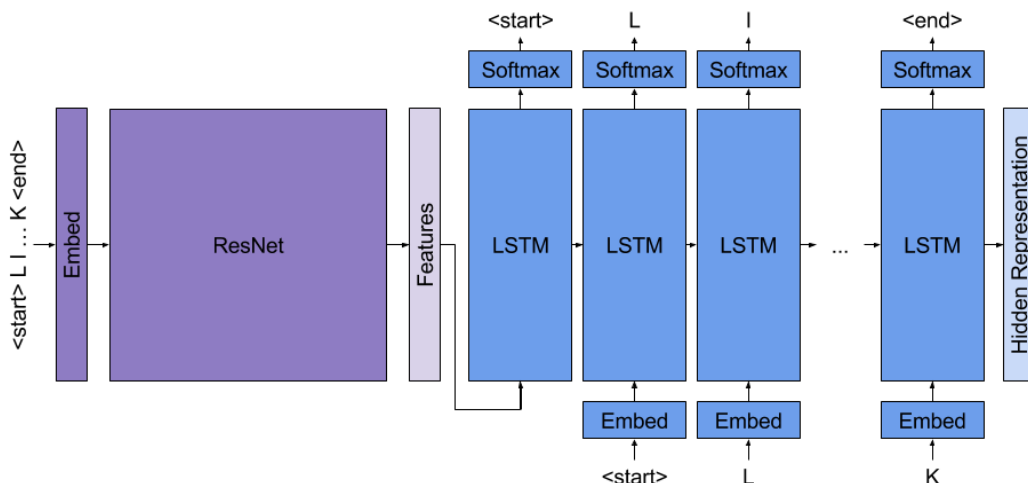 <start> L I <end>
Softmax Softmax Softmax Softmax
<start> L I ... K <end>
Embed
ResNet
Features
LSTM LSTM LSTM ... LSTM
Hidden Representation
Embed Embed Embed
<start> L K